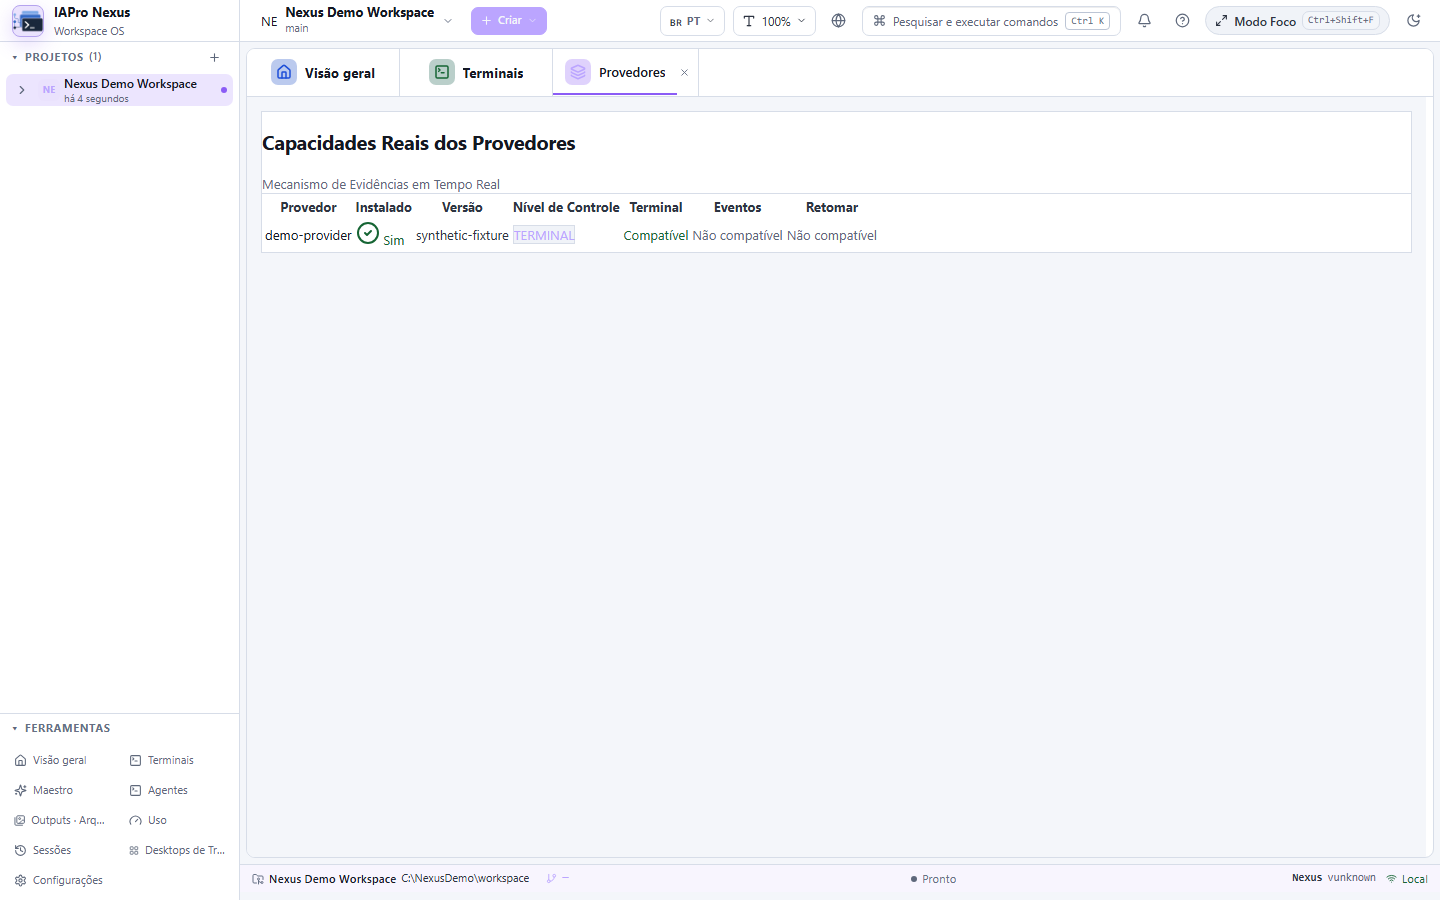 IAPro Nexus
Workspace OS
NE
Nexus Demo Workspace
main
Criar
BR PT
100%
Pesquisar e executar comandos
Ctrl K
Modo Foco
Ctrl+Shift+F
PROJETOS (1)
NE
Nexus Demo Workspace
há 4 segundos
Visão geral
Terminais
Provedores
Capacidades Reais dos Provedores
Mecanismo de Evidências em Tempo Real
Provedor Instalado Versão Nível de Controle Terminal Eventos Retomar
demo-provider Sim synthetic-fixture TERMINAL Compatível Não compatível Não compatível
FERRAMENTAS
Visão geral Terminais
Maestro Agentes
Outputs · Arq... Uso
Sessões Desktops de Tr...
Configurações
Nexus Demo Workspace C:\NexusDemo\workspace –
Pronto
Nexus vunknown Local